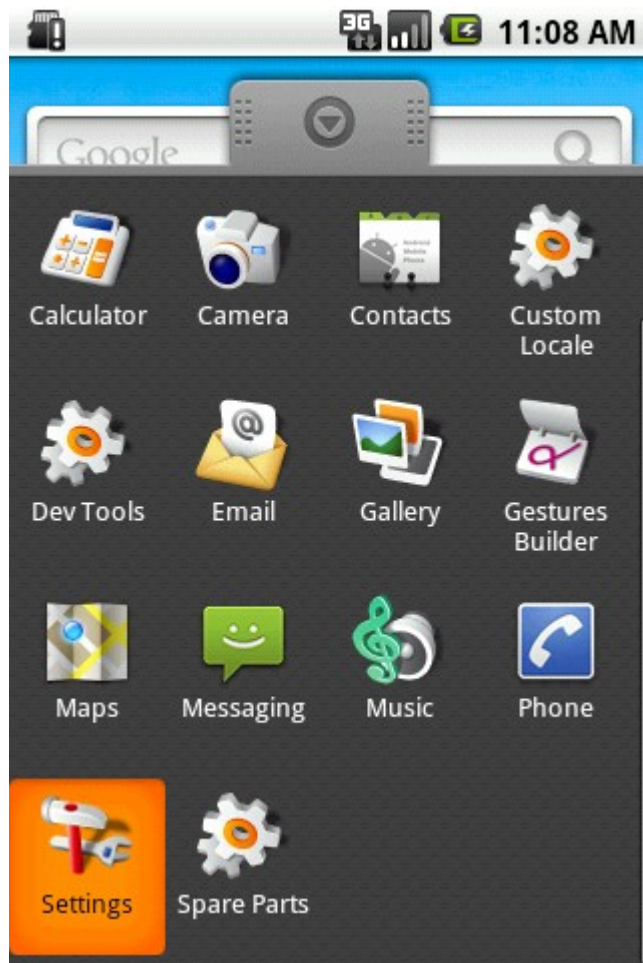 3G 11:08 AM
Google
Calculator Camera Contacts Custom
Locale
Dev Tools Email Gallery Gestures
Builder
Maps Messaging Music Phone
Settings Spare Parts